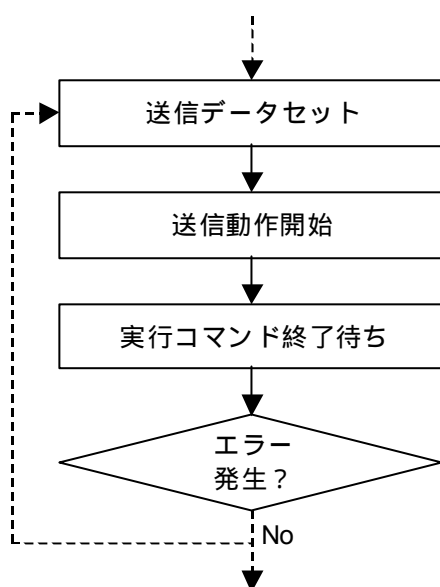 送信データセット
送信動作開始
実行コマンド終了待ち
エラー
発生？
No